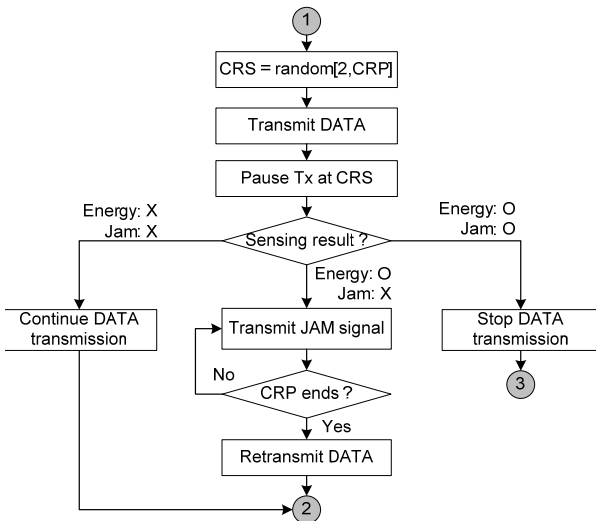 1
CRS = random[2,CRP]
Transmit DATA
Pause Tx at CRS
Energy: X
Jam: X
Sensing result ?
Energy: O
Jam: O
Energy: O
Jam: X
Continue DATA
transmission
Transmit JAM signal
Stop DATA
transmission
No
CRP ends ?
3
Yes
Retransmit DATA
2